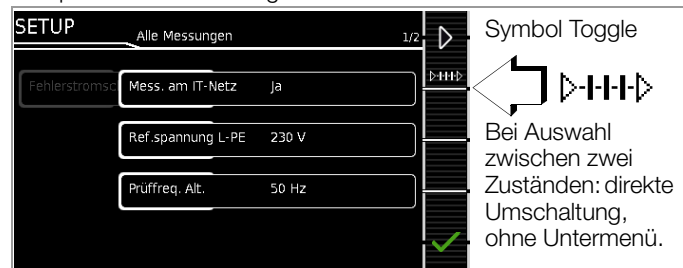 SETUP
Alle Messungen
1/2
Symbol Toggle
Mess. am IT-Netz Ja
Ref.spannung L-PE 230 V
Prüffreq. Alt. 50 Hz
Bei Auswahl
zwischen zwei
Zuständen: direkte
Umschaltung,
ohne Untermenü.